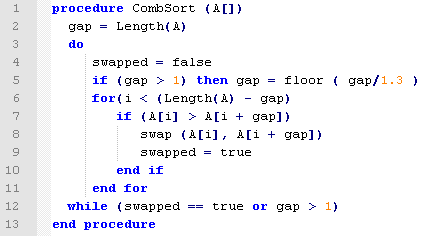 1 procedure CombSort (A[])
2 gap = Length(A)
3 do
4 swapped = false
5 if (gap > 1) then gap = floor ( gap/1.3 )
6 for(i < (Length(A) - gap)
7 if (A[i] > A[i + gap])
8 swap (A[i], A[i + gap])
9 swapped = true
10 end if
11 end for
12 while (swapped == true or gap > 1)
13 end procedure